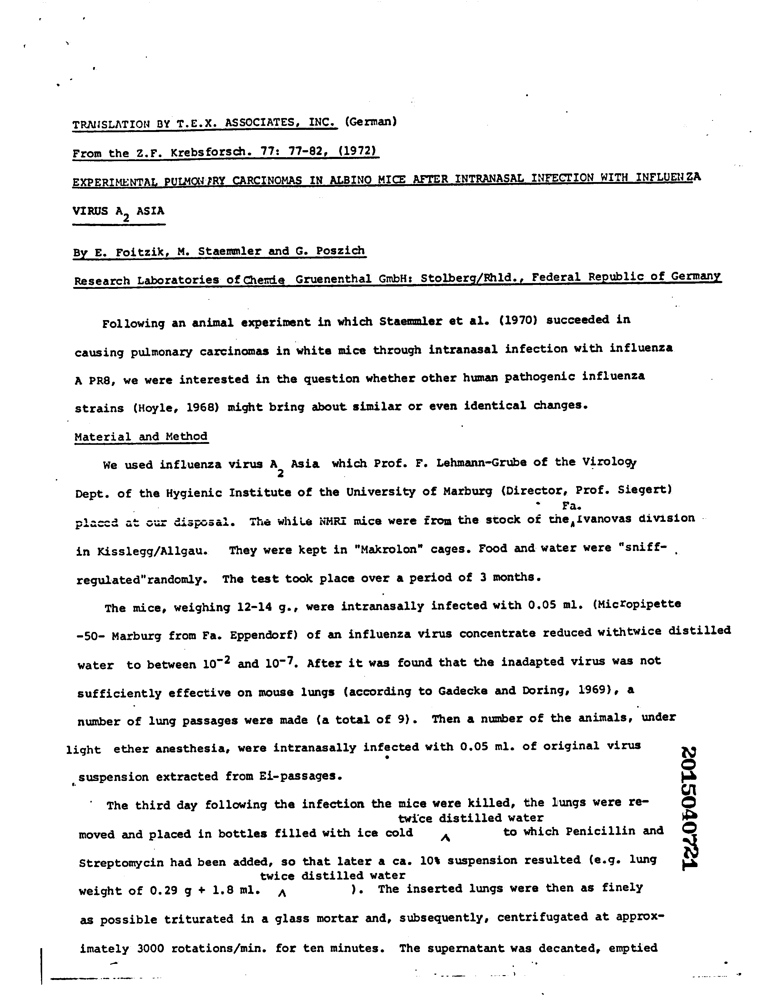 TRANSLATION BY T.E.X. ASSOCIATES, INC. (German)
From the Z.F. Krebsforsch. 77: 77-82, (1972)
EXPERIMENTAL PULMONARY CARCINOMAS IN ALBINO MICE AFTER INTRANASAL INFECTION WITH INFLUENZA
VIRUS A2 ASIA
By E. Foitzik, M. Staemmler and G. Poszich
Research Laboratories of Chemie Gruenenthal GmbH: Stolberg/Rhld., Federal Republic of Germany
Following an animal experiment in which Staemmler et al. (1970) succeeded in
causing pulmonary carcinomas in white mice through intranasal infection with influenza
A PR8, we were interested in the question whether other human pathogenic influenza
strains (Hoyle, 1968) might bring about similar or even identical changes.
Material and Method
We used influenza virus A2 Asia which Prof. F. Lehmann-Grube of the Virology
Dept. of the Hygienic Institute of the University of Marburg (Director, Prof. Siegert)
Fa.
placed at our disposal. The white NMRI mice were from the stock of the ^ Ivanovas division
in Kisslegg/Allgau. They were kept in "Makrolon" cages. Food and water were "sniff-
regulated"randomly. The test took place over a period of 3 months.
The mice, weighing 12-14 g., were intranasally infected with 0.05 ml. (Micropipette
-50- Marburg from Fa. Eppendorf) of an influenza virus concentrate reduced withtwice distilled
water to between 10-2 and 10-7. After it was found that the inadapted virus was not
sufficiently effective on mouse lungs (according to Gadecke and Doring, 1969), a
number of lung passages were made (a total of 9). Then a number of the animals, under
light ether anesthesia, were intranasally infected with 0.05 ml. of original virus
suspension extracted from Ei-passages.
The third day following the infection the mice were killed, the lungs were re-
twice distilled water
moved and placed in bottles filled with ice cold ^ to which Penicillin and
Streptomycin had been added, so that later a ca. 10% suspension resulted (e.g. lung
twice distilled water
weight of 0.29 g + 1.8 ml. ^ ). The inserted lungs were then as finely
as possible triturated in a glass mortar and, subsequently, centrifugated at approx-
imately 3000 rotations/min. for ten minutes. The supernatant was decanted, emptied
2015040721